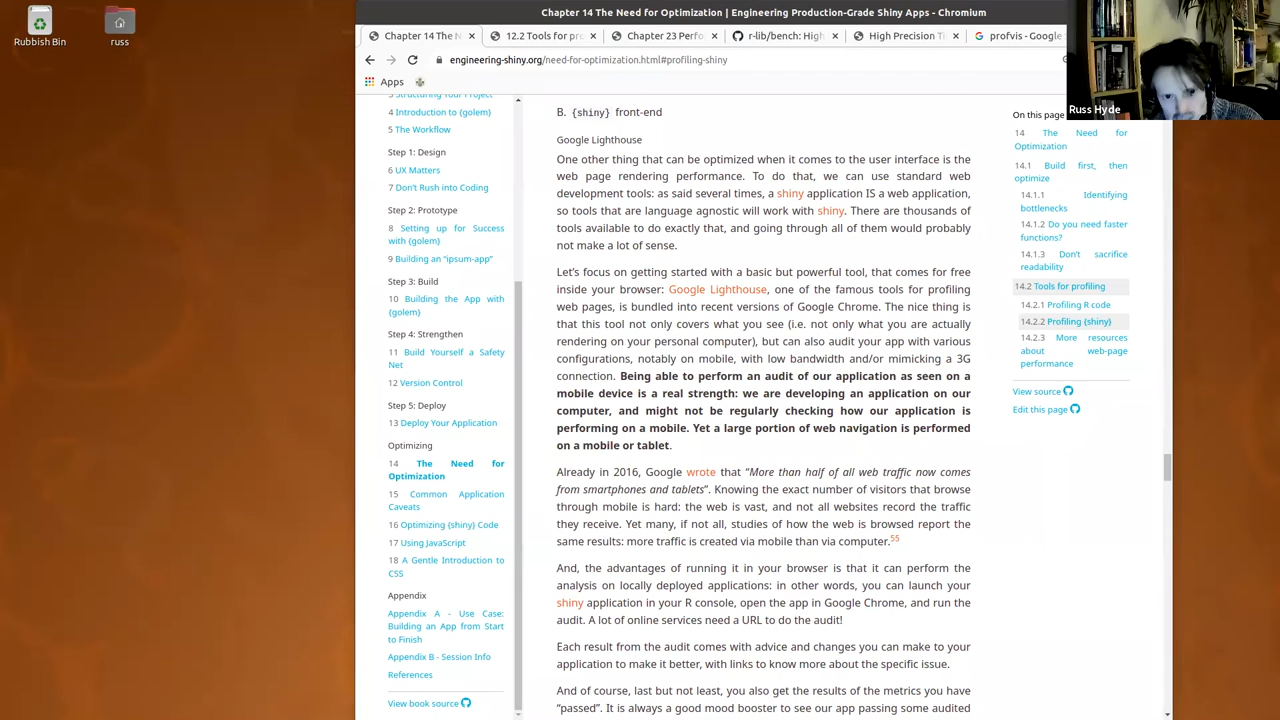 Rubbish Bin
russ
Chapter 14 The Need for Optimization | Engineering Production-Grade Shiny Apps - Chromium
Chapter 14 The N
12.2 Tools for pr
Chapter 23 Perfo
r-lib/bench: High
High Precision Ti
profvis - Google S
engineering-shiny.org/need-for-optimization.html#profiling-shiny
Apps
Russ Hyde
3 Structuring Your Project
4 Introduction to {golem}
5 The Workflow
Step 1: Design
6 UX Matters
7 Don't Rush into Coding
Step 2: Prototype
8 Setting up for Success
with {golem}
9 Building an “ipsum-app”
Step 3: Build
10 Building the App with
{golem}
Step 4: Strengthen
11 Build Yourself a Safety
Net
12 Version Control
Step 5: Deploy
13 Deploy Your Application
Optimizing
14 The Need for
Optimization
15 Common Application
Caveats
16 Optimizing {shiny} Code
17 Using JavaScript
18 A Gentle Introduction to
CSS
Appendix
Appendix A - Use Case:
Building an App from Start
to Finish
Appendix B - Session Info
References
View book source
B. {shiny} front-end
Google Lighthouse
One other thing that can be optimized when it comes to the user interface is the
web page rendering performance. To do that, we can use standard web
development tools: as said several times, a shiny application IS a web application,
so tools that are language agnostic will work with shiny. There are thousands of
tools available to do exactly that, and going through all of them would probably
not make a lot of sense.
Let’s focus on getting started with a basic but powerful tool, that comes for free
inside your browser: Google Lighthouse, one of the famous tools for profiling
web pages, is bundled into recent versions of Google Chrome. The nice thing is
that this tool not only covers what you see (i.e. not only what you are actually
rendering on your personal computer), but can also audit your app with various
configurations, notably on mobile, with low bandwidth and/or mimicking a 3G
connection. Being able to perform an audit of our application as seen on a
mobile device is a real strength: we are developing an application on our
computer, and might not be regularly checking how our application is
performing on a mobile. Yet a large portion of web navigation is performed
on a mobile or tablet.
Already in 2016, Google wrote that “More than half of all web traffic now comes
from smartphones and tablets”. Knowing the exact number of visitors that browse
through mobile is hard: the web is vast, and not all websites record the traffic
they receive. Yet many, if not all, studies of how the web is browsed report the
same results: more traffic is created via mobile than via computer.55
And, the advantages of running it in your browser is that it can perform the
analysis on locally deployed applications: in other words, you can launch your
shiny application in your R console, open the app in Google Chrome, and run the
audit. A lot of online services need a URL to do the audit!
Each result from the audit comes with advice and changes you can make to your
application to make it better, with links to know more about the specific issue.
And of course, last but not least, you also get the results of the metrics you have
“passed”. It is always a good mood booster to see our app passing some audited
On this page
14 The Need for
Optimization
14.1 Build first, then
optimize
14.1.1 Identifying
bottlenecks
14.1.2 Do you need faster
functions?
14.1.3 Don’t sacrifice
readability
14.2 Tools for profiling
14.2.1 Profiling R code
14.2.2 Profiling {shiny}
14.2.3 More resources
about web-page
performance
View source
Edit this page